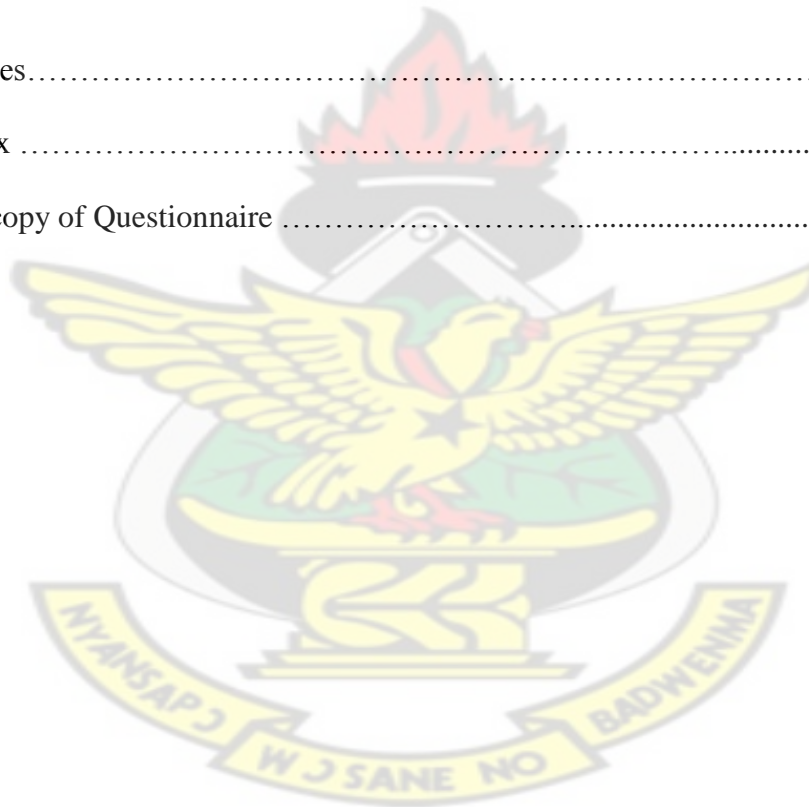 es……………………………………………………………………
x ……………………………………………………………..........
copy of Questionnaire …………………………..............................
NYANSAPƆ WƆSANE NO BADWENMA